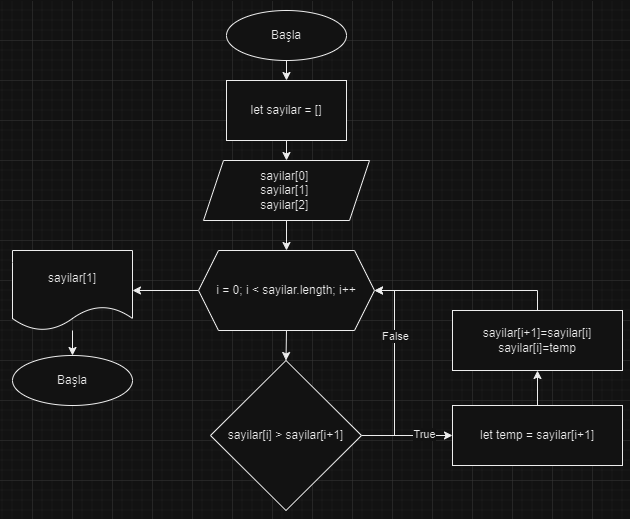 Başla
let sayilar = []
sayilar[0]
sayilar[1]
sayilar[2]
i = 0; i < sayilar.length; i++
sayilar[1]
Başla
sayilar[i] > sayilar[i+1]
False
True
let temp = sayilar[i+1]
sayilar[i+1]=sayilar[i]
sayilar[i]=temp